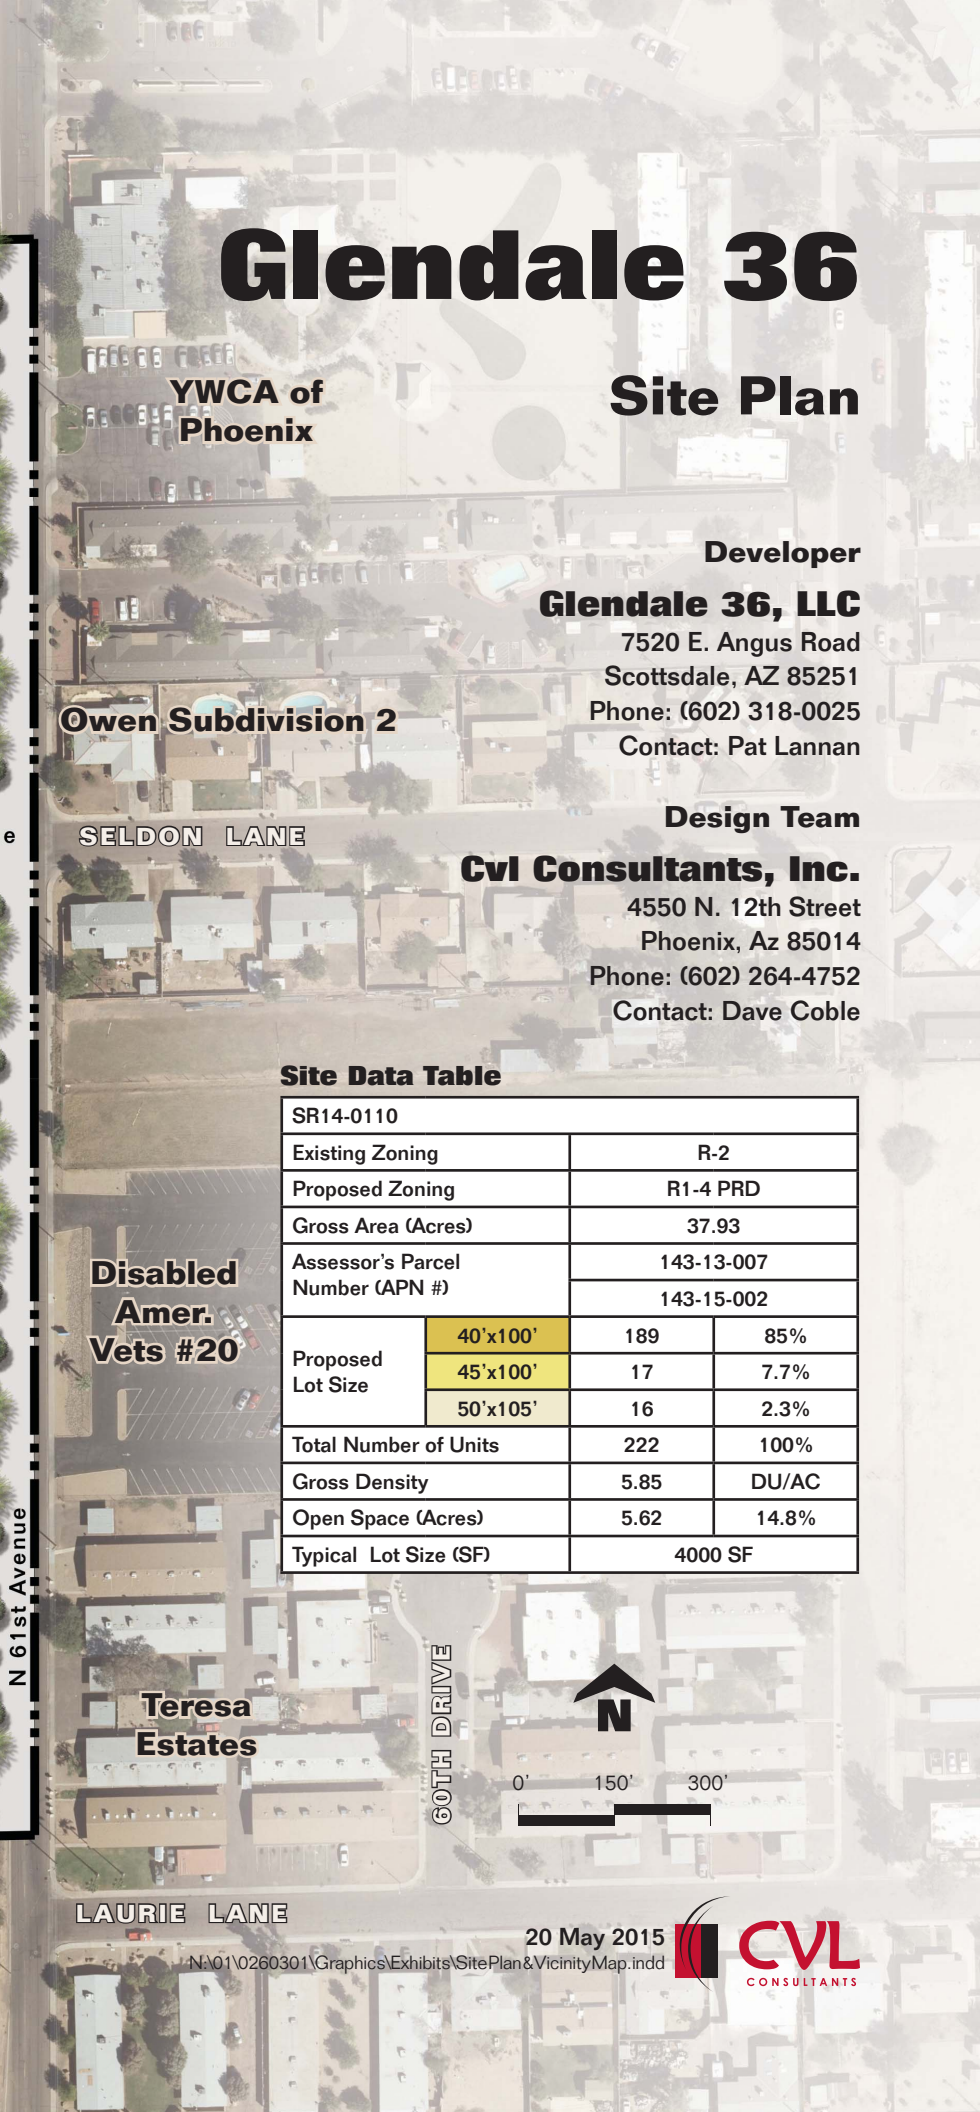 Glendale 36
Site Plan
YWCA of
Phoenix
Developer
Glendale 36, LLC
7520 E. Angus Road
Scottsdale, AZ 85251
Phone: (602) 318-0025
Contact: Pat Lannan
Owen Subdivision 2
e
SELDON LANE
Design Team
Cvl Consultants, Inc.
4550 N. 12th Street
Phoenix, Az 85014
Phone: (602) 264-4752
Contact: Dave Coble
Site Data Table
SR14-0110
Existing Zoning R-2
Proposed Zoning R1-4 PRD
Gross Area (Acres) 37.93
Assessor's Parcel
Number (APN #)
143-13-007
143-15-002
Proposed
Lot Size
40'x100' 189 85%
45'x100' 17 7.7%
50'x105' 16 2.3%
Total Number of Units 222 100%
Gross Density 5.85 DU/AC
Open Space (Acres) 5.62 14.8%
Typical Lot Size (SF) 4000 SF
Disabled
Amer.
Vets #20
N 61st Avenue
Teresa
Estates
60TH DRIVE
N
0' 150' 300'
LAURIE LANE
20 May 2015
N:\01\0260301\Graphics\Exhibits\SitePlan&VicinityMap.indd
CVL
CONSULTANTS